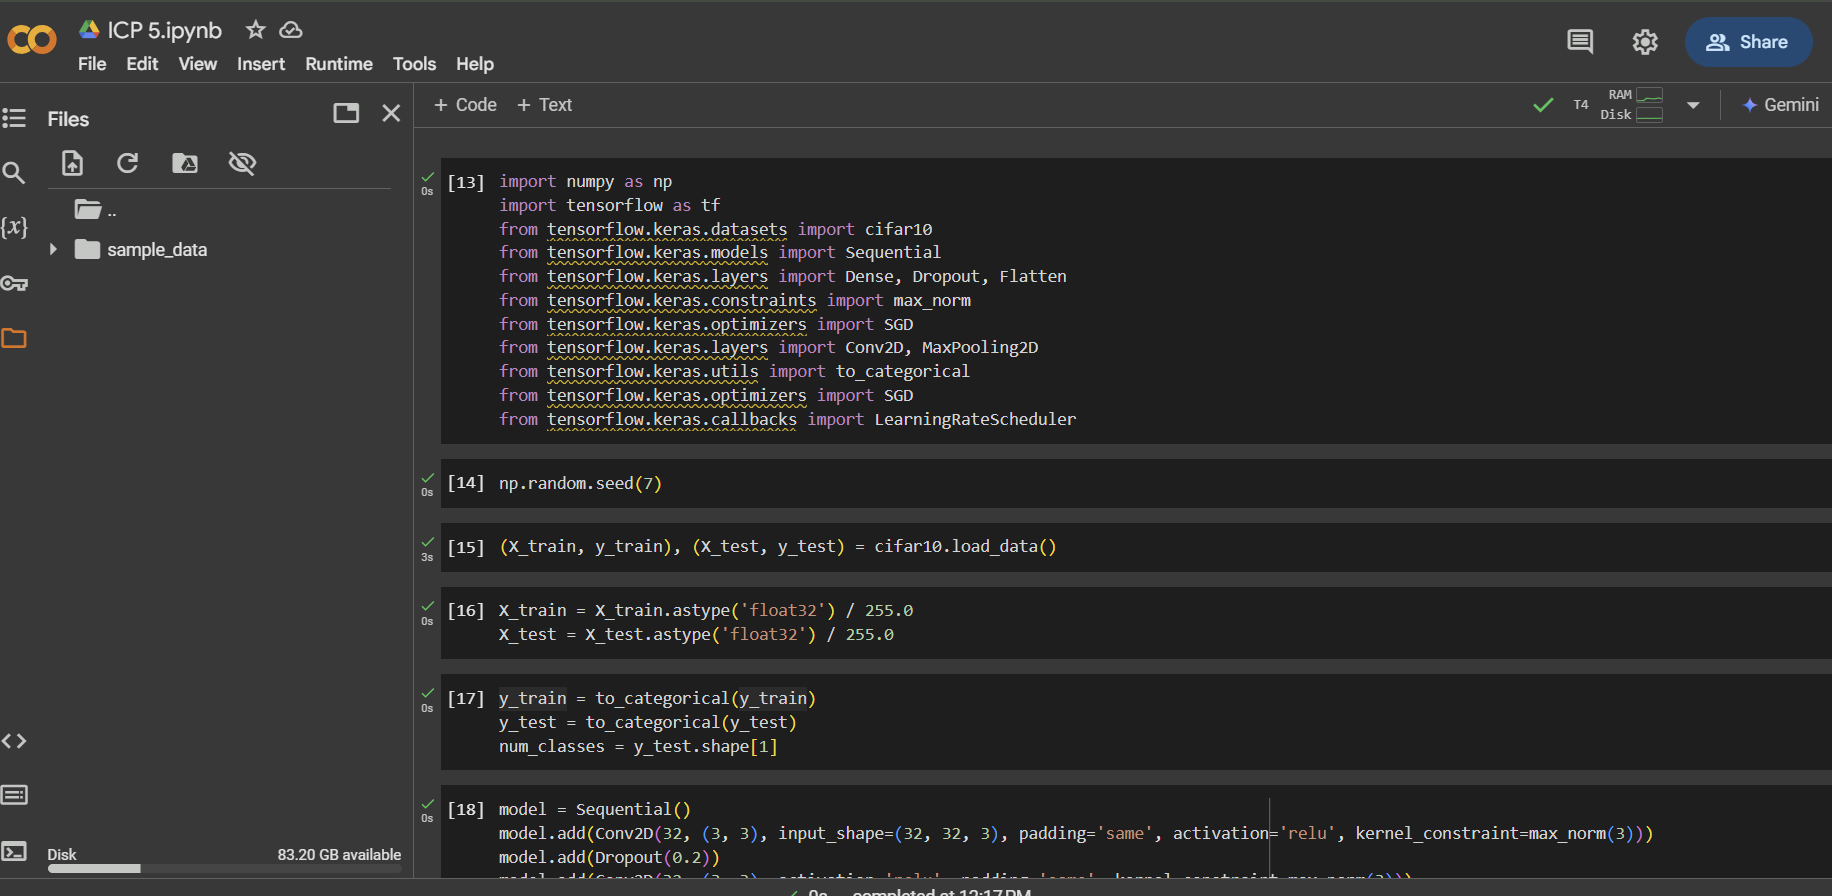 ICP 5.ipynb
File Edit View Insert Runtime Tools Help
Share
Files
+ Code + Text
T4
RAM
Disk
Gemini
..
sample_data
{x}
0s
[13] import numpy as np
import tensorflow as tf
from tensorflow.keras.datasets import cifar10
from tensorflow.keras.models import Sequential
from tensorflow.keras.layers import Dense, Dropout, Flatten
from tensorflow.keras.constraints import max_norm
from tensorflow.keras.optimizers import SGD
from tensorflow.keras.layers import Conv2D, MaxPooling2D
from tensorflow.keras.utils import to_categorical
from tensorflow.keras.optimizers import SGD
from tensorflow.keras.callbacks import LearningRateScheduler
0s
[14] np.random.seed(7)
3s
[15] (X_train, y_train), (X_test, y_test) = cifar10.load_data()
0s
[16] X_train = X_train.astype('float32') / 255.0
X_test = X_test.astype('float32') / 255.0
0s
[17] y_train = to_categorical(y_train)
y_test = to_categorical(y_test)
num_classes = y_test.shape[1]
0s
[18] model = Sequential()
model.add(Conv2D(32, (3, 3), input_shape=(32, 32, 3), padding='same', activation='relu', kernel_constraint=max_norm(3)))
model.add(Dropout(0.2))
Disk 83.20 GB available
0s completed at 12:17 PM